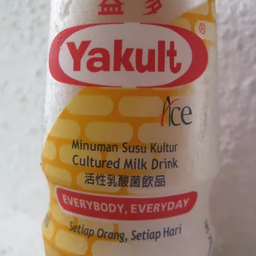 益多
Yakult®
Ace
Minuman Susu Kultur
Cultured Milk Drink
活性乳酸菌飲品
EVERYBODY, EVERYDAY
Setiap Orang, Setiap Hari